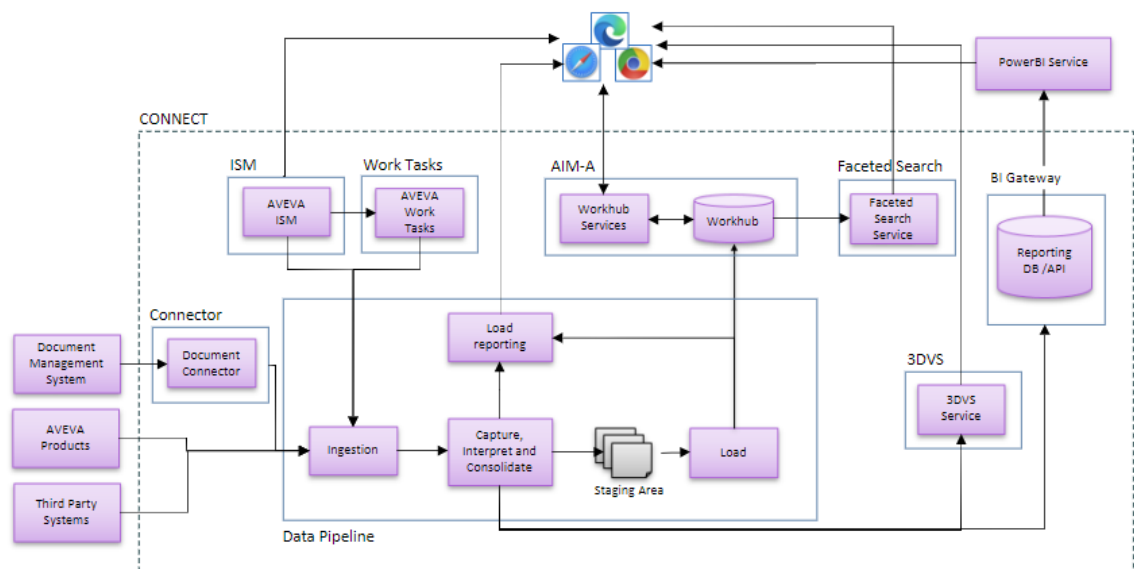 PowerBI Service
CONNECT
ISM
Work Tasks
AIM-A
Faceted Search
BI Gateway
AVEVA
ISM
AVEVA
Work
Tasks
Workhub
Services
Workhub
Faceted
Search
Service
Reporting
DB /API
Connector
Document
Management
System
Document
Connector
Load
reporting
3DVS
3DVS
Service
AVEVA
Products
Ingestion
Capture,
Interpret and
Consolidate
Staging Area
Load
Third Party
Systems
Data Pipeline